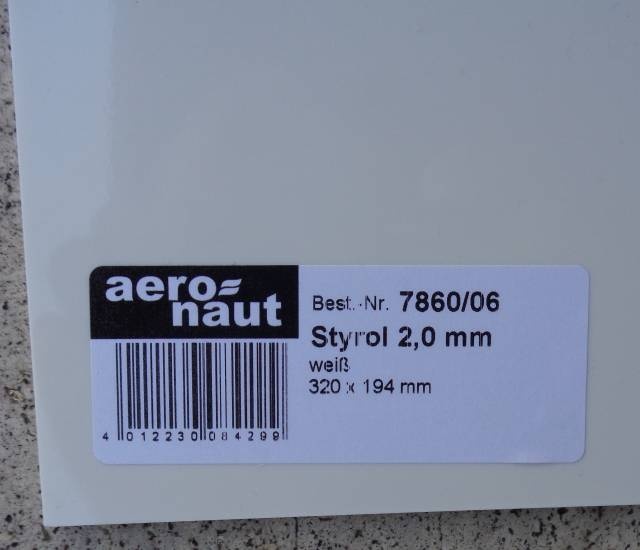 aero
naut
Best.-Nr. 7860/06
Styrol 2,0 mm
weiß
320 x 194 mm
4 012230 084299